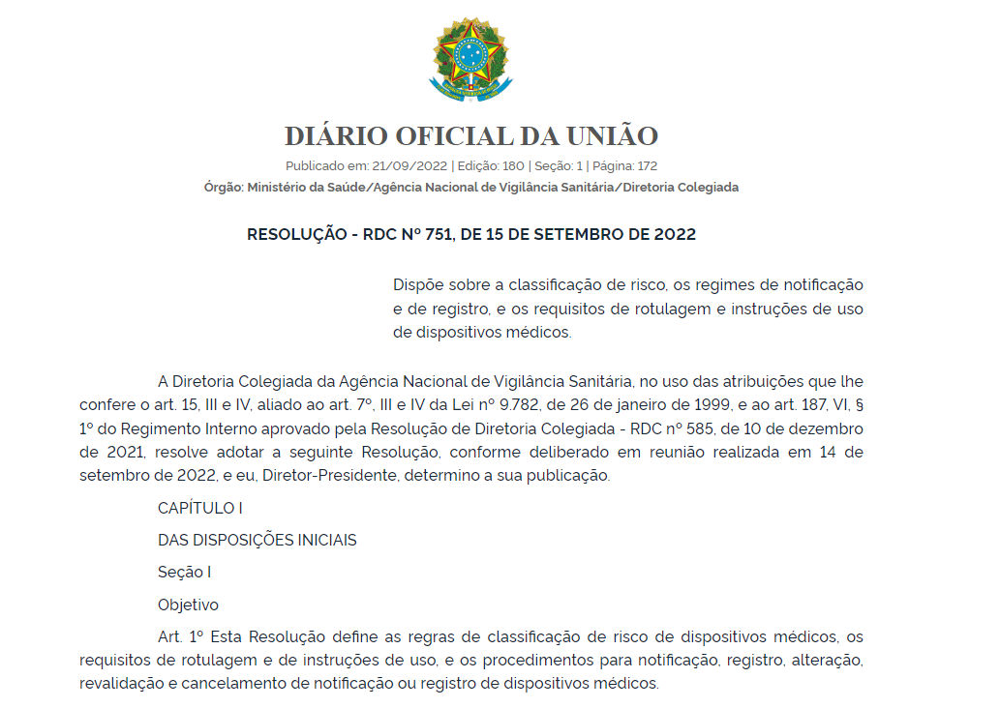 DIÁRIO OFICIAL DA UNIÃO
Publicado em: 21/09/2022 | Edição: 180 | Seção: 1 | Página: 172
Órgão: Ministério da Saúde/Agência Nacional de Vigilância Sanitária/Diretoria Colegiada
RESOLUÇÃO - RDC Nº 751, DE 15 DE SETEMBRO DE 2022
Dispõe sobre a classificação de risco, os regimes de notificação
e de registro, e os requisitos de rotulagem e instruções de uso
de dispositivos médicos.
A Diretoria Colegiada da Agência Nacional de Vigilância Sanitária, no uso das atribuições que lhe
confere o art. 15, III e IV, aliado ao art. 7º, III e IV da Lei nº 9.782, de 26 de janeiro de 1999, e ao art. 187, VI, §
1º do Regimento Interno aprovado pela Resolução de Diretoria Colegiada - RDC nº 585, de 10 de dezembro
de 2021, resolve adotar a seguinte Resolução, conforme deliberado em reunião realizada em 14 de
setembro de 2022, e eu, Diretor-Presidente, determino a sua publicação.
CAPÍTULO I
DAS DISPOSIÇÕES INICIAIS
Seção I
Objetivo
Art. 1º Esta Resolução define as regras de classificação de risco de dispositivos médicos, os
requisitos de rotulagem e de instruções de uso, e os procedimentos para notificação, registro, alteração,
revalidação e cancelamento de notificação ou registro de dispositivos médicos.